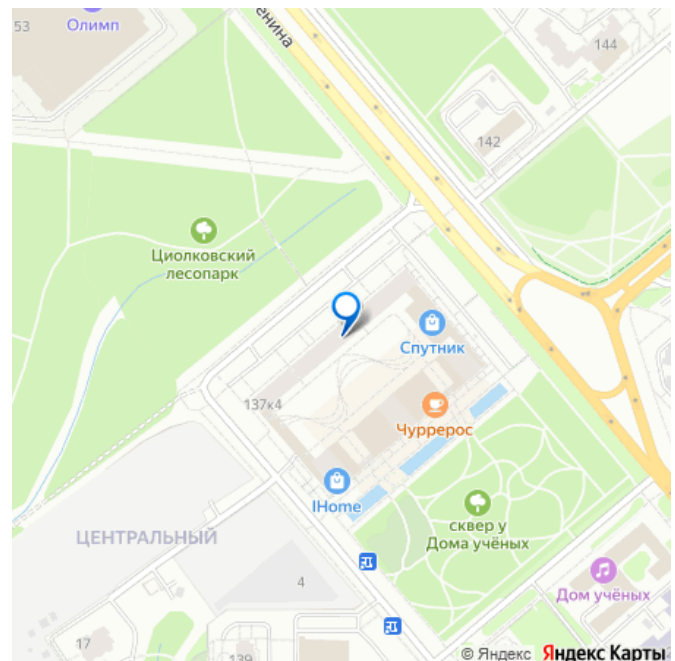 53
Олимп
енина
144
142
Циолковский
лесопарк
Спутник
137к4
Чуррерос
IHome
сквер у
Дома учёных
ЦЕНТРАЛЬНЫЙ
4
Дом учёных
17
139
© Яндекс Яндекс Карты